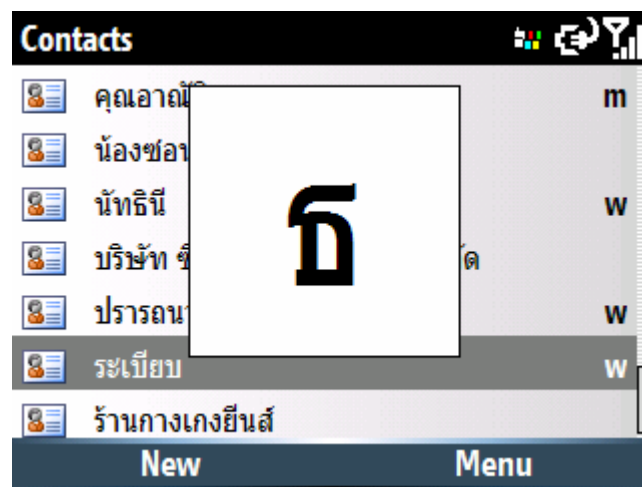 Contacts
คุณอาณั m
น้องซอน
นัทธินี w
บริษัท ซิ ัด
ธ
ปรารถนา w
ระเบียบ w
ร้านกางเกงยีนส์
New Menu